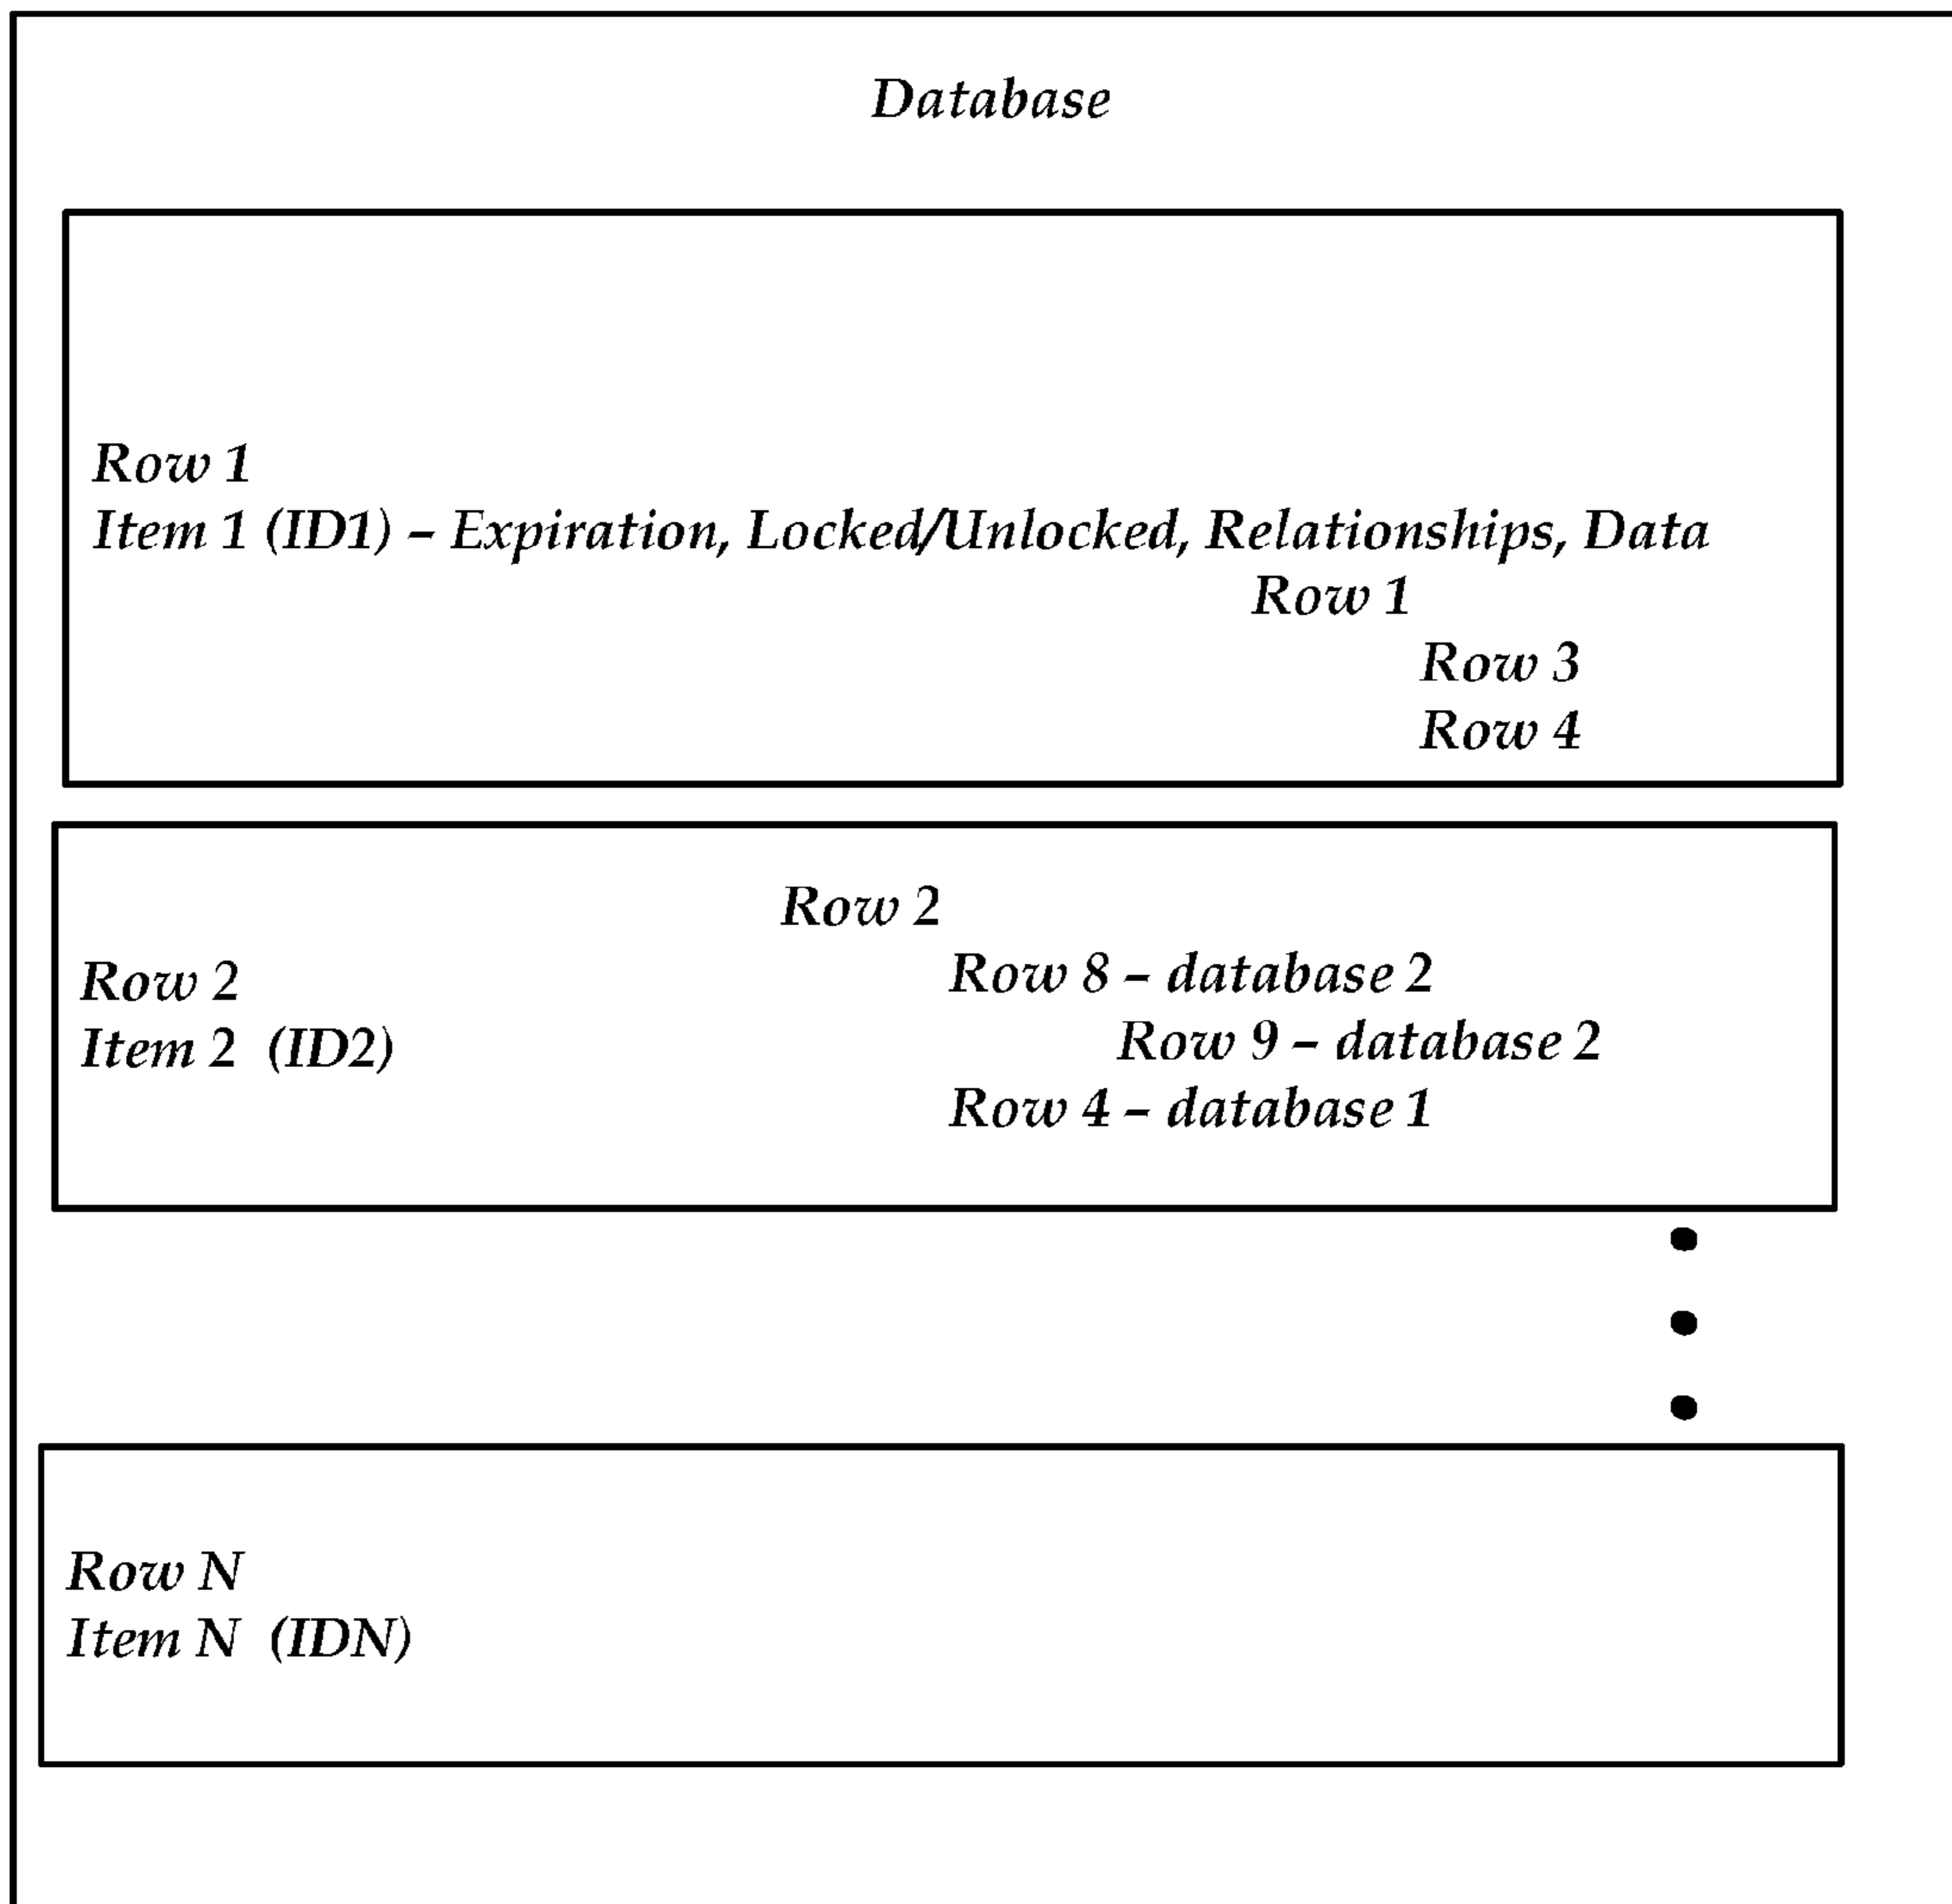 Database
Row 1
Item 1 (ID1) – Expiration, Locked/Unlocked, Relationships, Data
Row 1
Row 3
Row 4
Row 2
Row 8 – database 2
Row 2
Row 9 – database 2
Item 2 (ID2)
Row 4 – database 1
Row N
Item N (IDN)